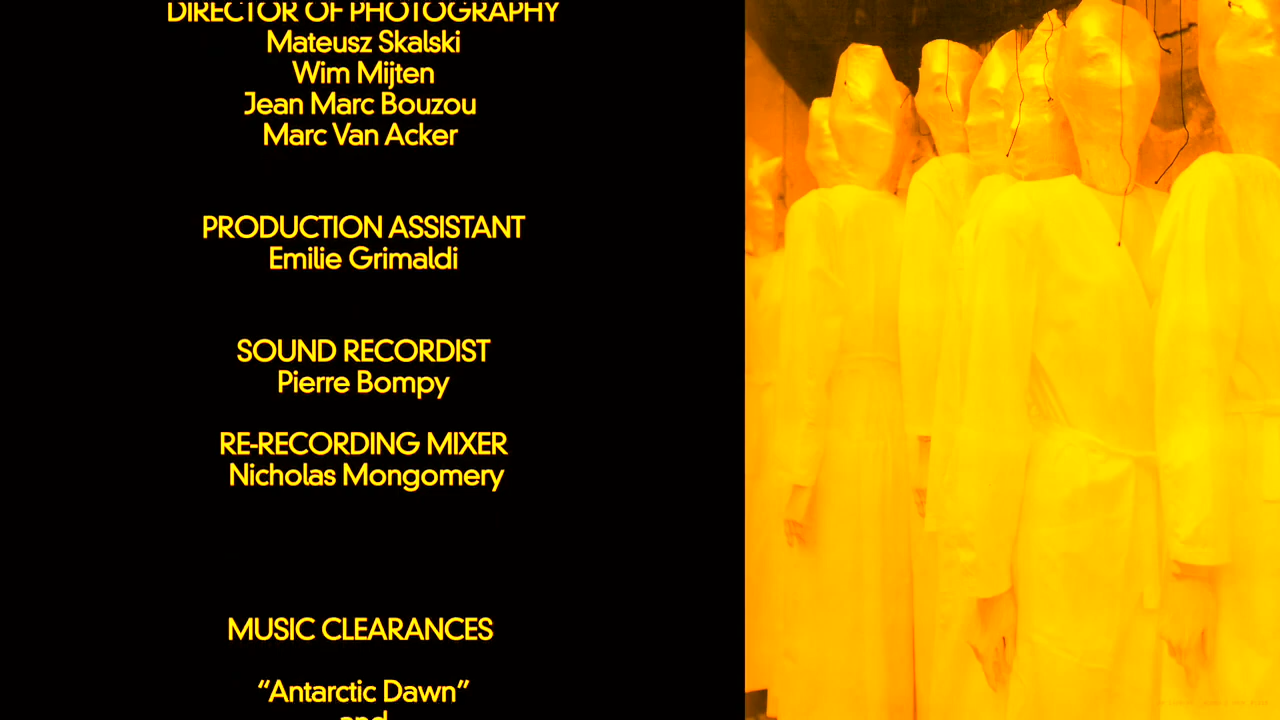 DIRECTOR OF PHOTOGRAPHY
Mateusz Skalski
Wim Mijten
Jean Marc Bouzou
Marc Van Acker
PRODUCTION ASSISTANT
Emilie Grimaldi
SOUND RECORDIST
Pierre Bompy
RE-RECORDING MIXER
Nicholas Mongomery
MUSIC CLEARANCES
“Antarctic Dawn”
and